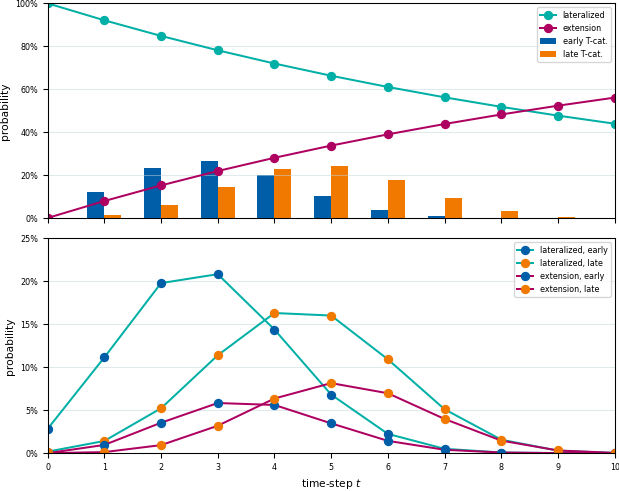 100%
80%
60%
40%
20%
0%
probability
lateralized
extension
early T-cat.
late T-cat.
25%
20%
15%
10%
5%
0%
probability
lateralized, early
lateralized, late
extension, early
extension, late
0 1 2 3 4 5 6 7 8 9 10
time-step t